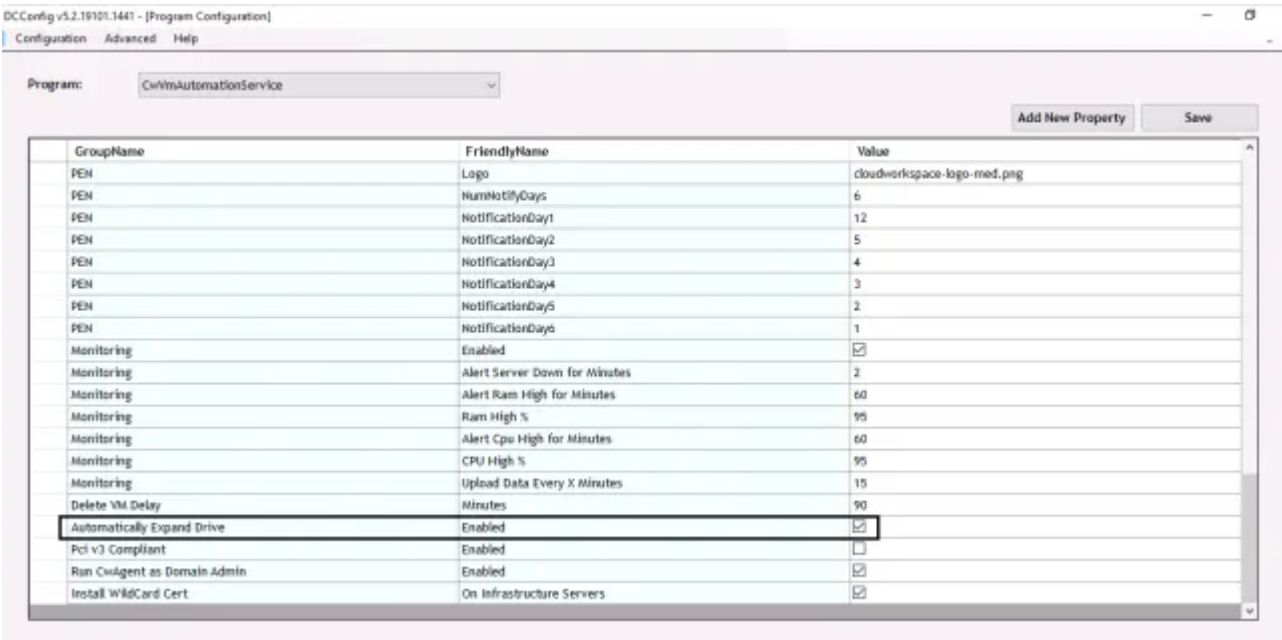 DCConfig v5.2.19101.1441 - [Program Configuration]
Configuration Advanced Help
Program: CwVmAutomationService
Add New Property Save
GroupName FriendlyName Value
PEN Logo cloudworkspace-logo-med.png
PEN NumNotifyDays 6
PEN NotificationDay1 12
PEN NotificationDay2 5
PEN NotificationDay3 4
PEN NotificationDay4 3
PEN NotificationDay5 2
PEN NotificationDay6 1
Monitoring Enabled
Monitoring Alert Server Down for Minutes 2
Monitoring Alert Ram High for Minutes 60
Monitoring Ram High % 95
Monitoring Alert Cpu High for Minutes 60
Monitoring CPU High % 95
Monitoring Upload Data Every X Minutes 15
Delete VM Delay Minutes 90
Automatically Expand Drive Enabled
Pci v3 Compliant Enabled
Run CwAgent as Domain Admin Enabled
Install WildCard Cert On Infrastructure Servers